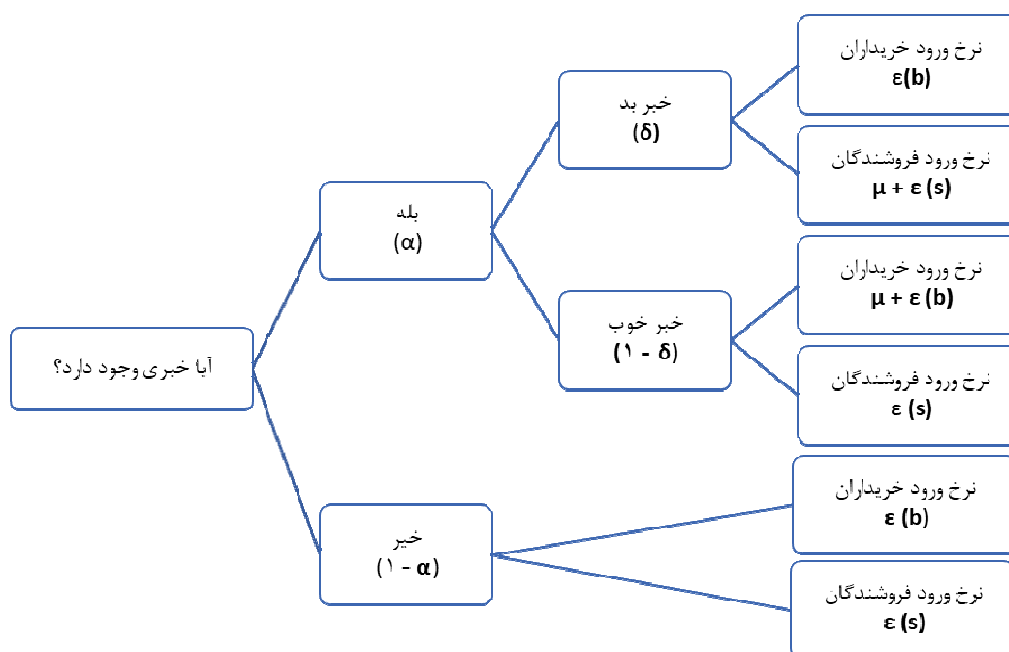 آیا خبری وجود دارد؟
بله
(α)
خیر
(۱ - α)
خبر بد
(δ)
خبر خوب
(۱ - δ)
نرخ ورود خریداران
ε(b)
نرخ ورود فروشندگان
μ + ε (s)
نرخ ورود خریداران
μ + ε (b)
نرخ ورود فروشندگان
ε (s)
نرخ ورود خریداران
ε (b)
نرخ ورود فروشندگان
ε (s)